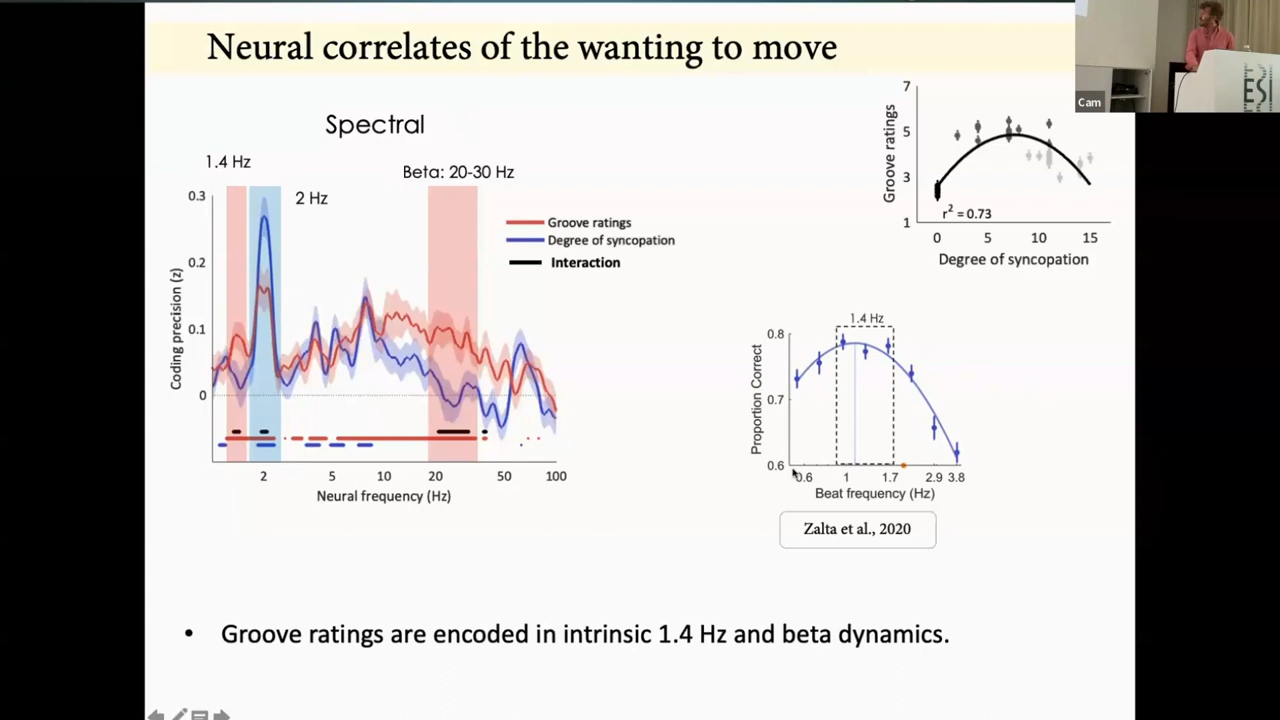 Neural correlates of the wanting to move
Cam
ESI
Spectral
1.4 Hz
2 Hz
Beta: 20-30 Hz
0.3
0.2
0.1
0
Coding precision (z)
2 5 10 20 50 100
Neural frequency (Hz)
Groove ratings
Degree of syncopation
Interaction
7
5
3
1
Groove ratings
r² = 0.73
0 5 10 15
Degree of syncopation
1.4 Hz
0.8
0.7
0.6
Proportion Correct
0.6 1 1.7 2.9 3.8
Beat frequency (Hz)
Zalta et al., 2020
• Groove ratings are encoded in intrinsic 1.4 Hz and beta dynamics.